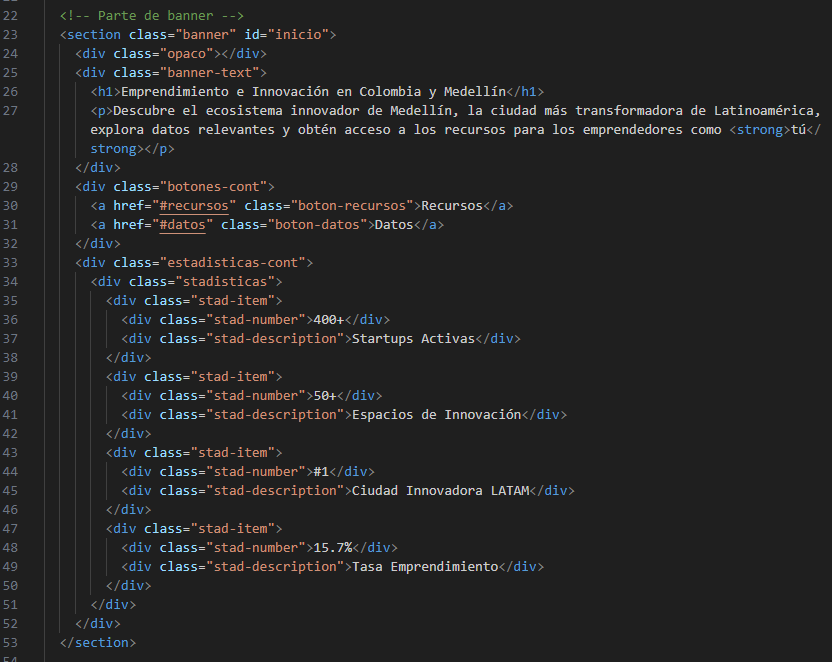 22 <!-- Parte de banner -->
23 <section class="banner" id="inicio">
24 <div class="opaco"></div>
25 <div class="banner-text">
26 <h1>Emprendimiento e Innovación en Colombia y Medellín</h1>
27 <p>Descubre el ecosistema innovador de Medellín, la ciudad más transformadora de Latinoamérica,
explora datos relevantes y obtén acceso a los recursos para los emprendedores como <strong>tú</
strong></p>
28 </div>
29 <div class="botones-cont">
30 <a href="#recursos" class="boton-recursos">Recursos</a>
31 <a href="#datos" class="boton-datos">Datos</a>
32 </div>
33 <div class="estadisticas-cont">
34 <div class="stadisticas">
35 <div class="stad-item">
36 <div class="stad-number">400+</div>
37 <div class="stad-description">Startups Activas</div>
38 </div>
39 <div class="stad-item">
40 <div class="stad-number">50+</div>
41 <div class="stad-description">Espacios de Innovación</div>
42 </div>
43 <div class="stad-item">
44 <div class="stad-number">#1</div>
45 <div class="stad-description">Ciudad Innovadora LATAM</div>
46 </div>
47 <div class="stad-item">
48 <div class="stad-number">15.7%</div>
49 <div class="stad-description">Tasa Emprendimiento</div>
50 </div>
51 </div>
52 </div>
53 </section>